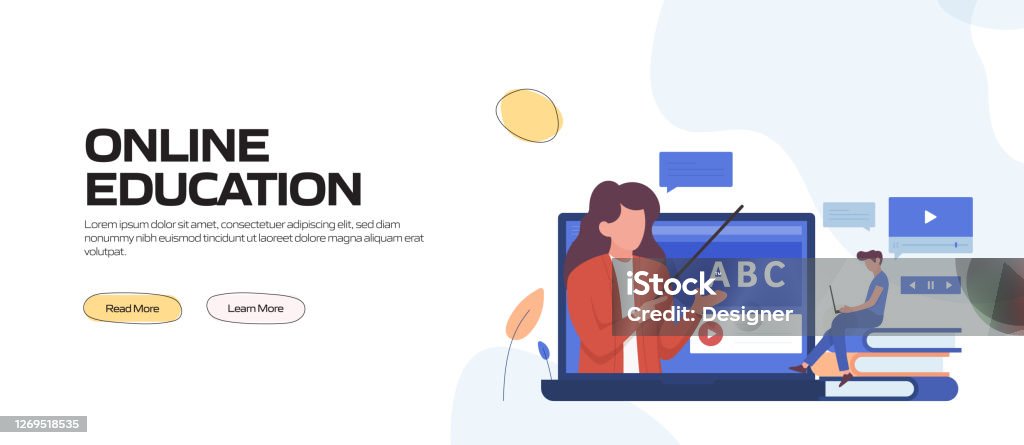 ONLINE
EDUCATION
Lorem ipsum dolor sit amet, consectetuer adipiscing elit, sed diam
nonummy nibh euismod tincidunt ut laoreet dolore magna aliquam erat
volutpat.
Read More
Learn More
ABC
iStock™
Credit: Designer
1269518535